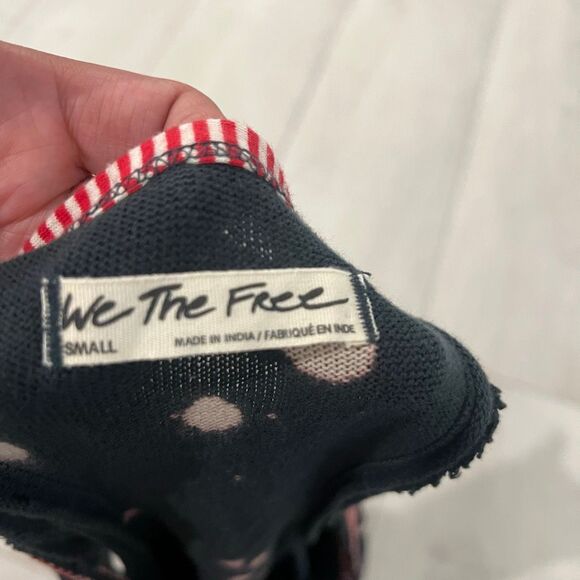 We The Free
SMALL
MADE IN INDIA / FABRIQUÉ EN INDE